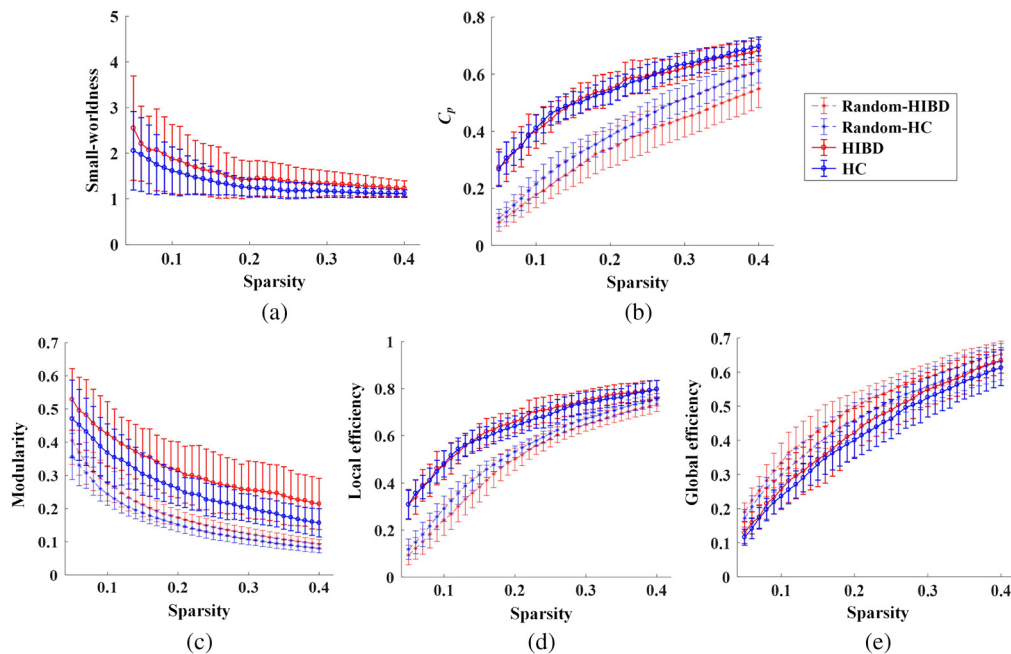 5
4
3
2
1
0
Small-worldness
0.1 0.2 0.3 0.4
Sparsity
(a)
0.8
0.6
0.4
0.2
0
Cp
0.1 0.2 0.3 0.4
Sparsity
(b)
Random-HIBD
Random-HC
HIBD
HC
0.7
0.6
0.5
0.4
0.3
0.2
0.1
0
Modularity
0.1 0.2 0.3 0.4
Sparsity
(c)
1
0.8
0.6
0.4
0.2
0
Local efficiency
0.1 0.2 0.3 0.4
Sparsity
(d)
0.7
0.6
0.5
0.4
0.3
0.2
0.1
0
Global efficiency
0.1 0.2 0.3 0.4
Sparsity
(e)